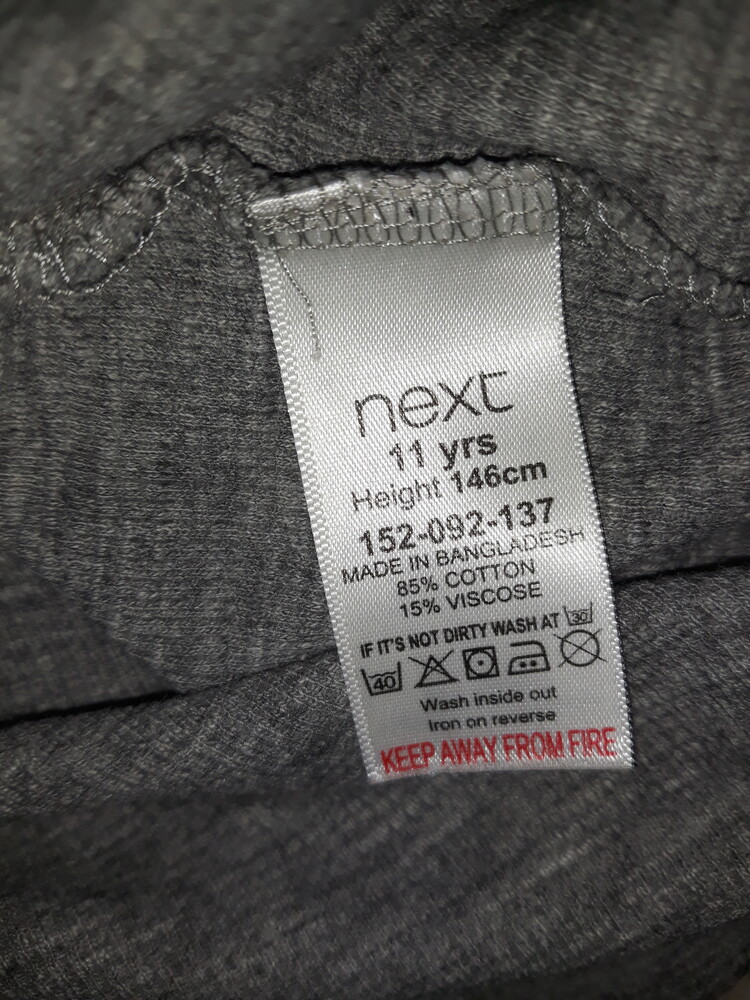 next
11 yrs
Height 146cm
152-092-137
MADE IN BANGLADESH
85% COTTON
15% VISCOSE
IF IT'S NOT DIRTY WASH AT 30
40
Wash inside out
Iron on reverse
KEEP AWAY FROM FIRE